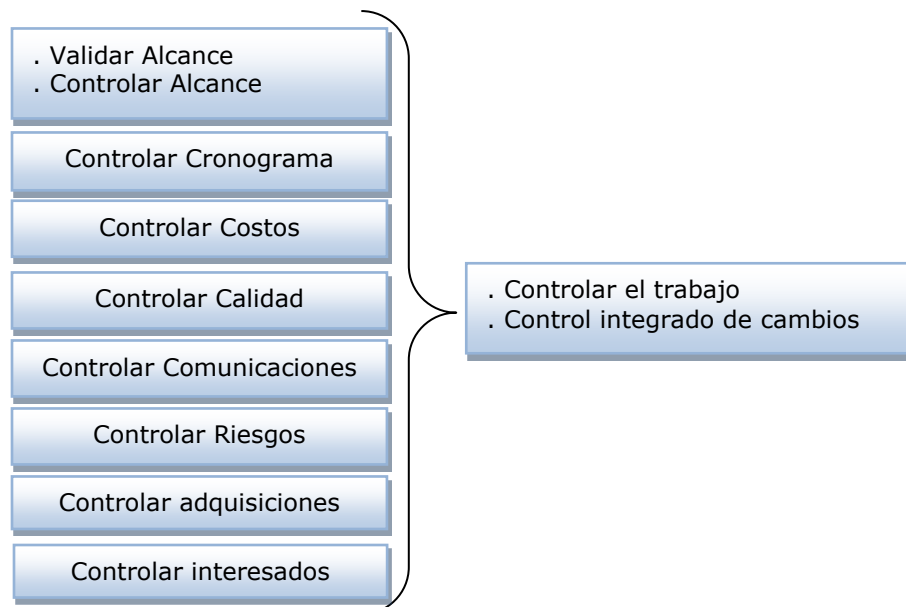 . Validar Alcance
. Controlar Alcance
Controlar Cronograma
Controlar Costos
Controlar Calidad
Controlar Comunicaciones
Controlar Riesgos
Controlar adquisiciones
Controlar interesados
. Controlar el trabajo
. Control integrado de cambios